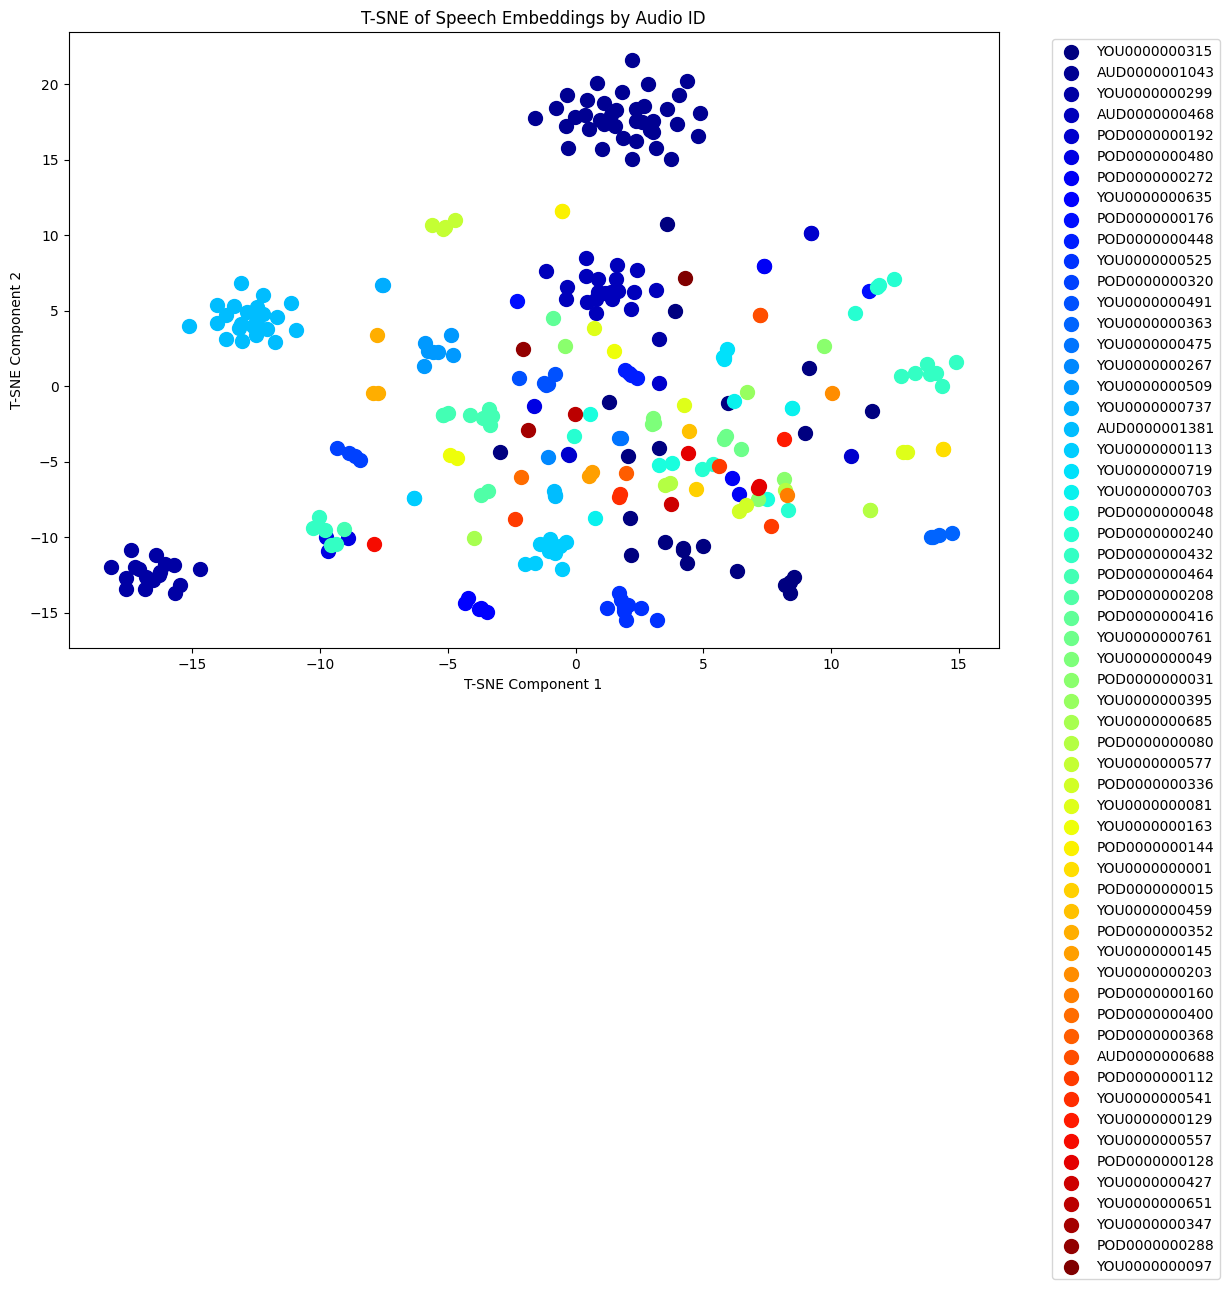 T-SNE of Speech Embeddings by Audio ID
T-SNE Component 2
20
15
10
5
0
−5
−10
−15
−15
−10
−5
0
5
10
15
T-SNE Component 1
YOU0000000315
AUD0000001043
YOU0000000299
AUD0000000468
POD0000000192
POD0000000480
POD0000000272
YOU0000000635
POD0000000176
POD0000000448
YOU0000000525
POD0000000320
YOU0000000491
YOU0000000363
YOU0000000475
YOU0000000267
YOU0000000509
YOU0000000737
AUD0000001381
YOU0000000113
YOU0000000719
YOU0000000703
POD0000000048
POD0000000240
POD0000000432
POD0000000464
POD0000000208
POD0000000416
YOU0000000761
YOU0000000049
POD0000000031
YOU0000000395
YOU0000000685
POD0000000080
YOU0000000577
POD0000000336
YOU0000000081
YOU0000000163
POD0000000144
YOU0000000001
POD0000000015
YOU0000000459
POD0000000352
YOU0000000145
YOU0000000203
POD0000000160
POD0000000400
POD0000000368
AUD0000000688
POD0000000112
YOU0000000541
YOU0000000129
YOU0000000557
POD0000000128
YOU0000000427
YOU0000000651
YOU0000000347
POD0000000288
YOU0000000097